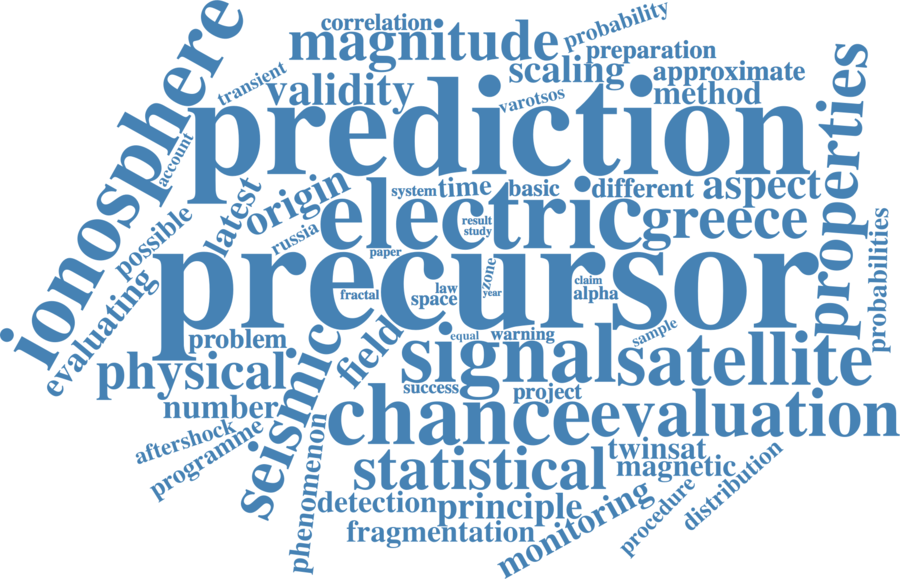 correlation
probability
magnitude
preparation
ionosphere
transient
validity
scaling
approximate
varotsos
method
prediction
properties
account
origin
latest
system
time
basic
different
aspect
electric
greece
possible
russia
result
study
paper
precursor
probabilities
evaluating
fractal
space
law
zone
year
claim
alpha
problem
field
equal
warning
sample
physical
seismic
signal
satellite
success
project
number
chance
evaluation
aftershock
programme
phenomenon
statistical
twinsat
magnetic
detection
principle
monitoring
procedure
distribution
fragmentation